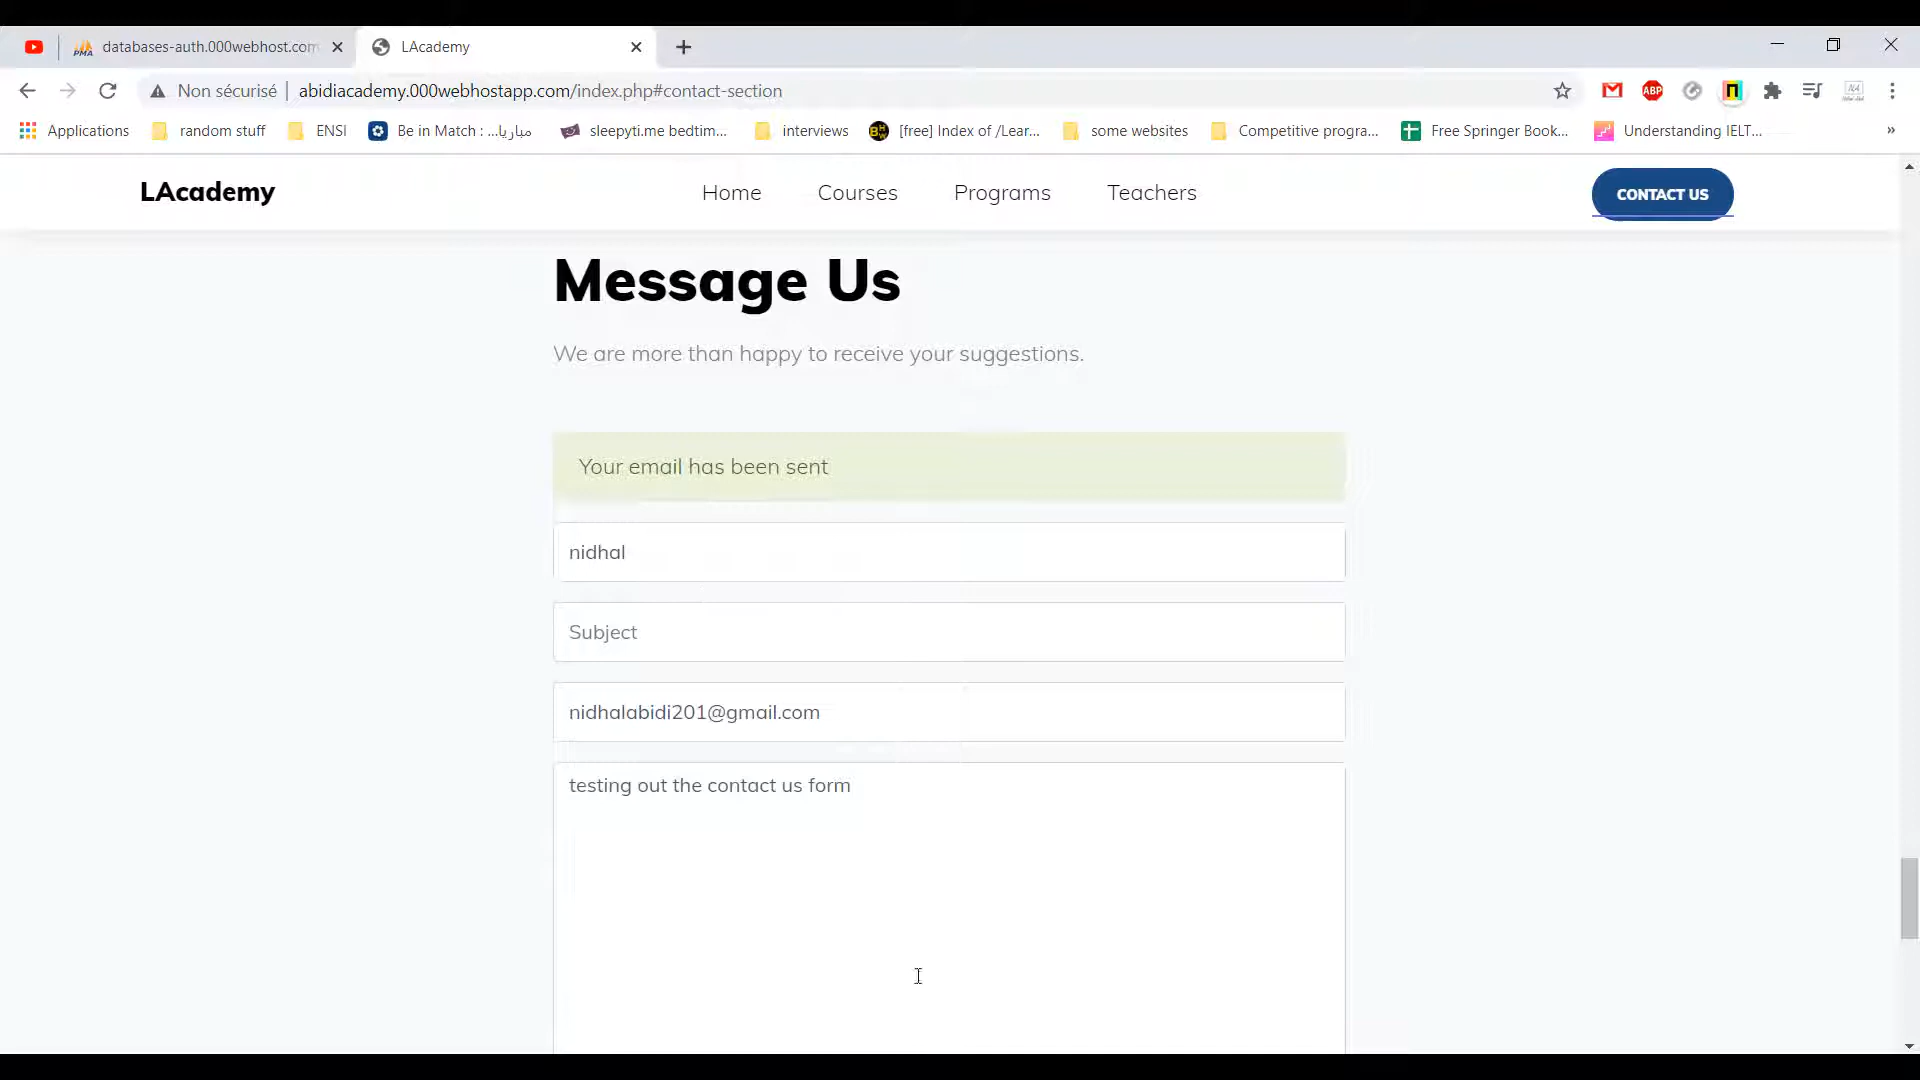 databases-auth.000webhost.com
LAcademy
Non sécurisé
abidiacademy.000webhostapp.com/index.php#contact-section
ABP
Applications
random stuff
ENSI
Be in Match : ...مباريا
sleepyti.me bedtim...
interviews
[free] Index of /Lear...
some websites
Competitive progra...
Free Springer Book...
Understanding IELT...
»
LAcademy
Home
Courses
Programs
Teachers
CONTACT US
Message Us
We are more than happy to receive your suggestions.
Your email has been sent
nidhal
Subject
nidhalabidi201@gmail.com
testing out the contact us form